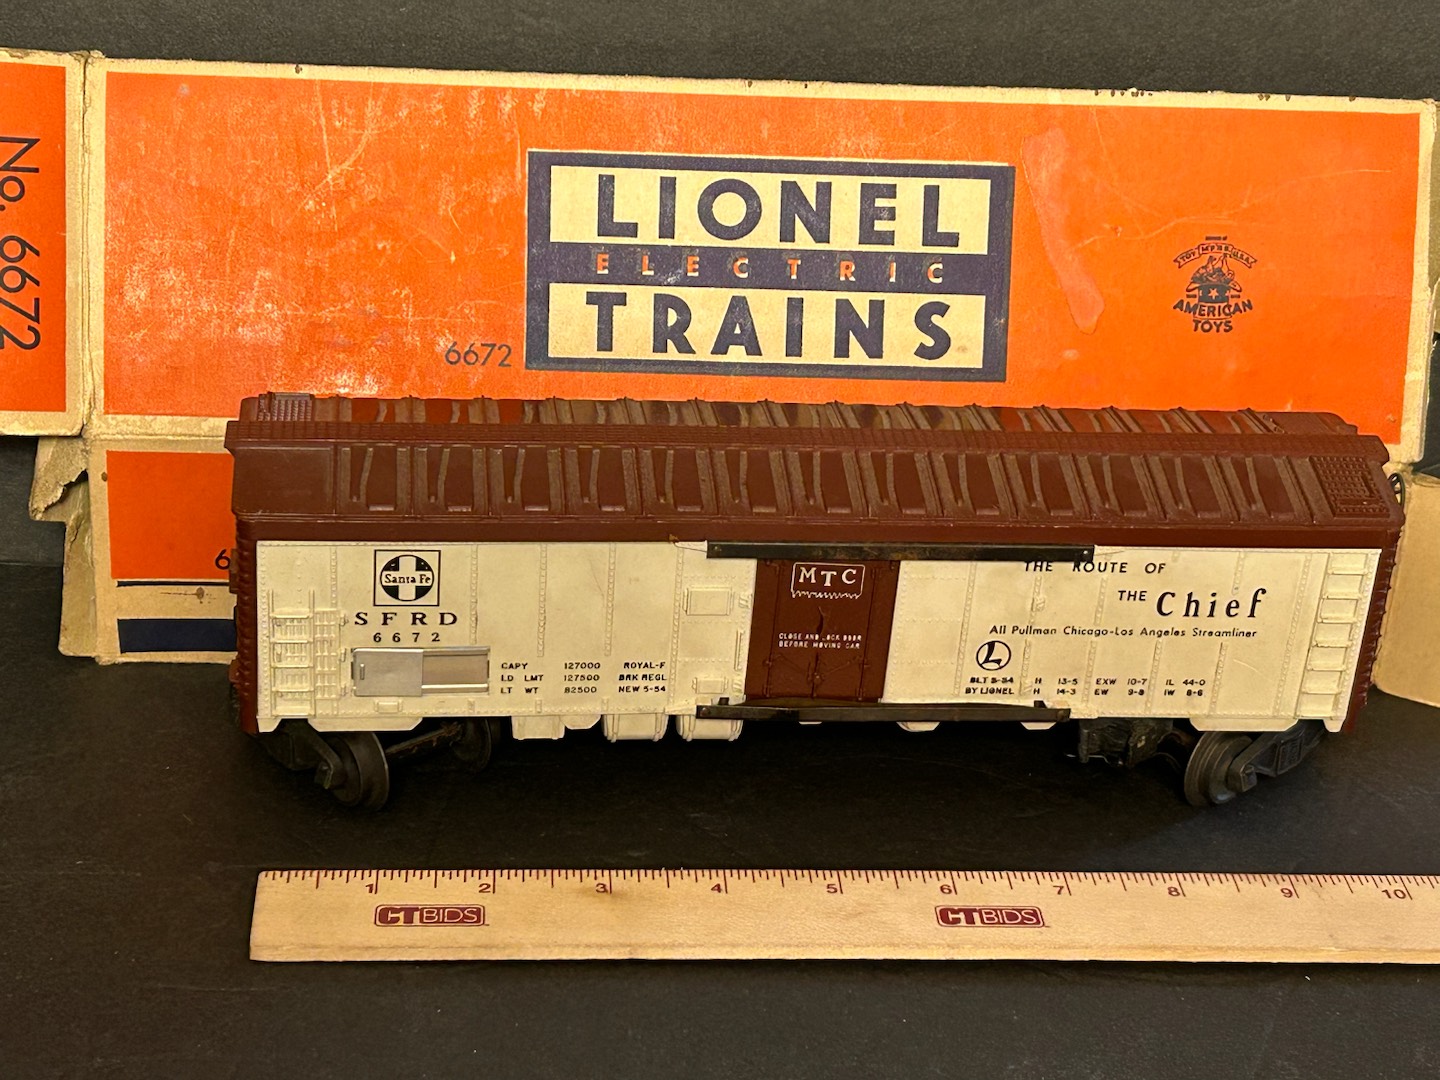 No. 6672
LIONEL
ELECTRIC
TRAINS
6672
TOY MFRS U.S.A.
AMERICAN
TOYS
6
Santa Fe
SFRD
6672
CAPY 127000 ROYAL-F
LD LMT 127500 BRK REGL
LT WT 82500 NEW 5-54
MTC
CLOSE AND LOCK DOOR
BEFORE MOVING CAR
THE ROUTE OF
THE Chief
All Pullman Chicago-Los Angeles Streamliner
L
BLT 5-54 H 13-5 EXW 10-7 IL 44-0
BY LIONEL H 14-3 EW 9-8 IW 8-6
1 2 3 4 5 6 7 8 9 10
CTBIDS CTBIDS